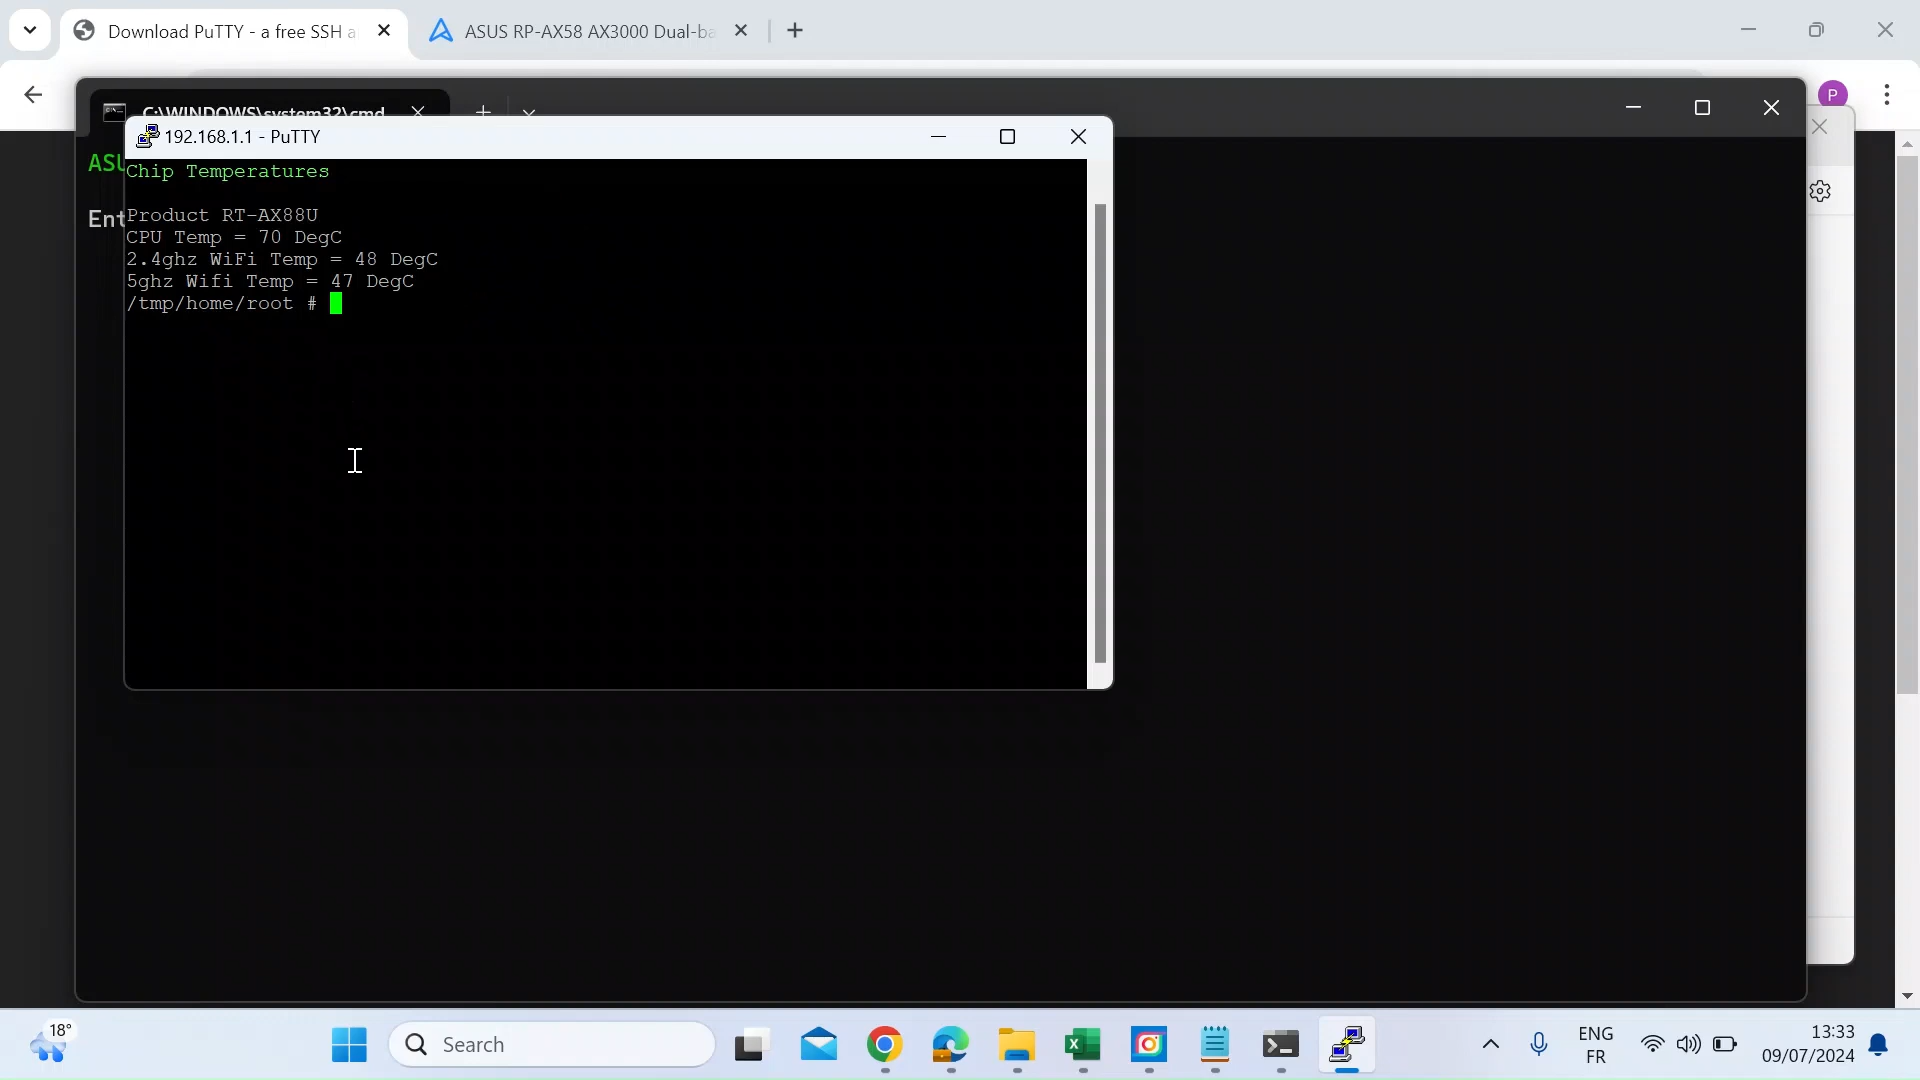 Download PuTTY - a free SSH a
ASUS RP-AX58 AX3000 Dual-ba
P
C:\WINDOWS\system32\cmd
192.168.1.1 - PuTTY
ASU
Ent
Chip Temperatures
Product RT-AX88U
CPU Temp = 70 DegC
2.4ghz WiFi Temp = 48 DegC
5ghz Wifi Temp = 47 DegC
/tmp/home/root #
18°
Search
ENG
FR
13:33
09/07/2024